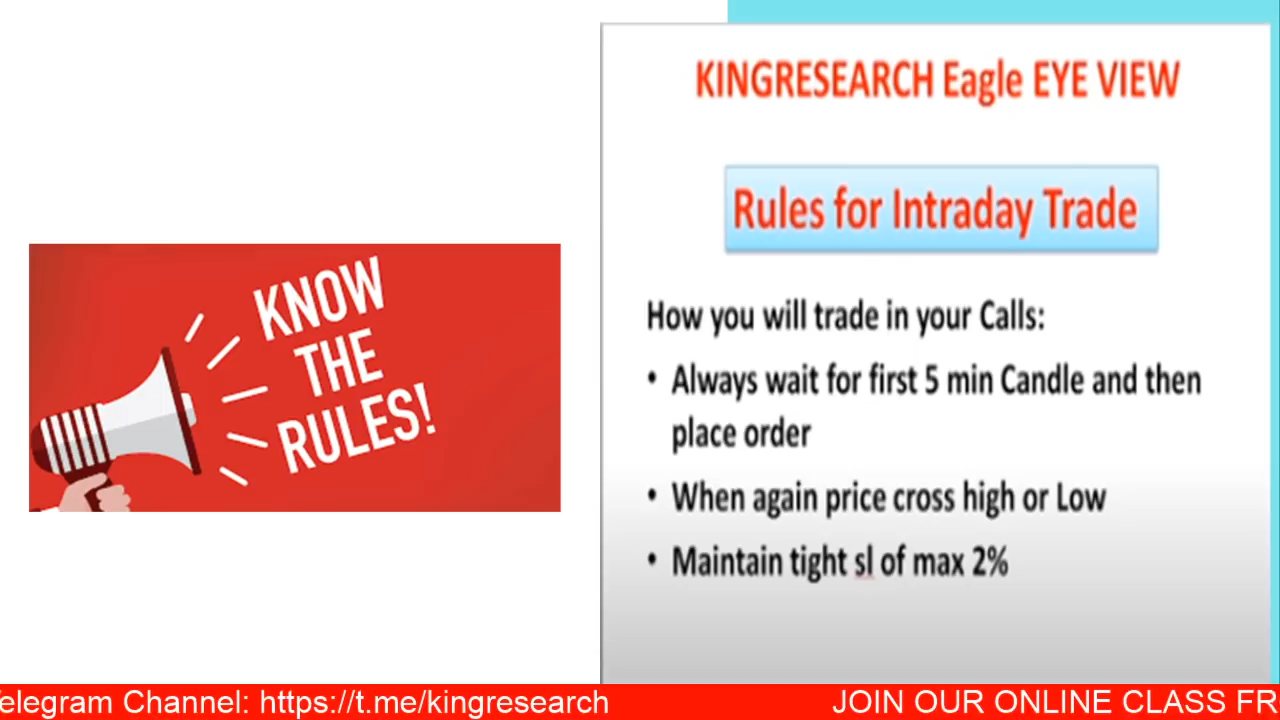 KINGRESEARCH Eagle EYE VIEW
Rules for Intraday Trade
KNOW
THE
RULES!
How you will trade in your Calls:
• Always wait for first 5 min Candle and then
place order
• When again price cross high or Low
• Maintain tight sl of max 2%
elegram Channel: https://t.me/kingresearch
JOIN OUR ONLINE CLASS FR